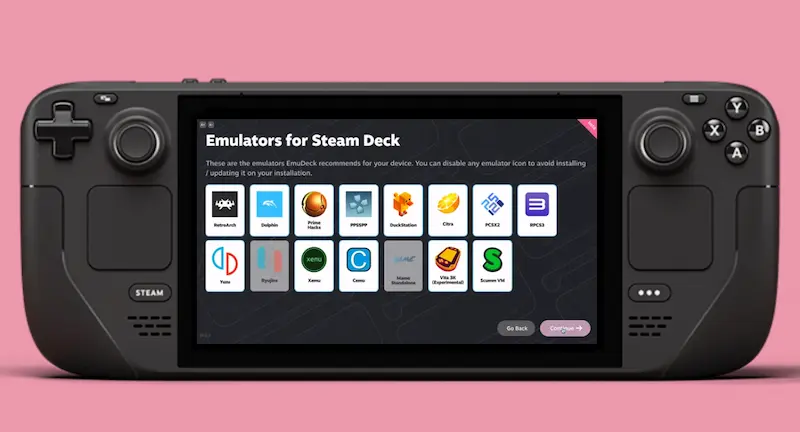 Emulators for Steam Deck
These are the emulators EmuDeck recommends for your device. You can disable any emulator icon to avoid installing
/ updating it on your installation.
RetroArch
Dolphin
Prime
Hacks
PPSSPP
DuckStation
Citra
PCSX2
RPCS3
Yuzu
Ryujinx
xemu
Xemu
Cemu
Mame
Standalone
Vita 3K
(Experimental)
Scumm VM
Go Back
Continue
STEAM
Y
X
B
A